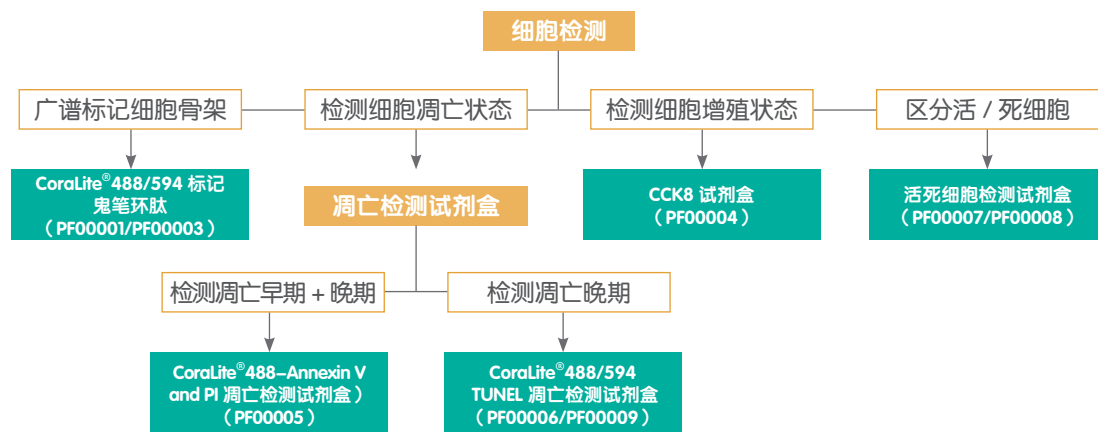 细胞检测
广谱标记细胞骨架
检测细胞凋亡状态
检测细胞增殖状态
区分活 / 死细胞
CoraLite®488/594 标记
鬼笔环肽
（PF00001/PF00003）
凋亡检测试剂盒
CCK8 试剂盒
（PF00004）
活死细胞检测试剂盒
（PF00007/PF00008）
检测凋亡早期 + 晚期
检测凋亡晚期
CoraLite®488–Annexin V
and PI 凋亡检测试剂盒）
（PF00005）
CoraLite®488/594
TUNEL 凋亡检测试剂盒
（PF00006/PF00009）